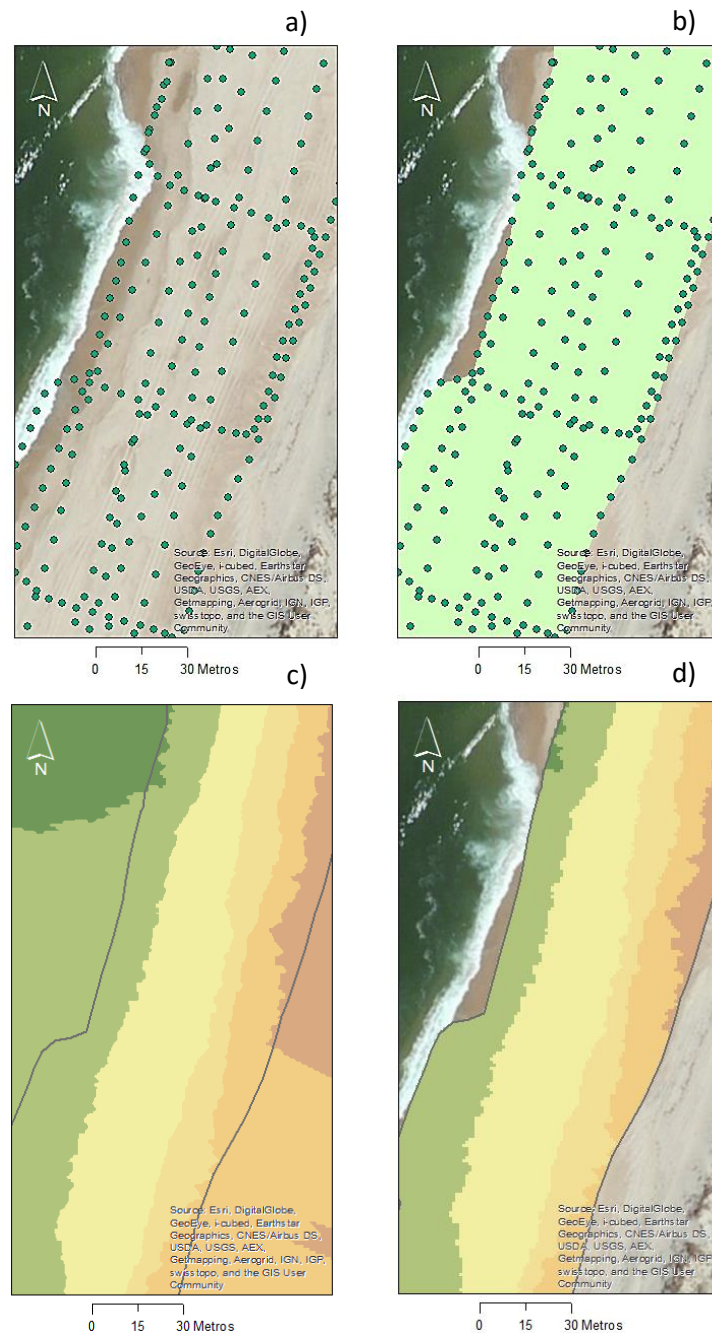 a)
b)
N
N
Source: Esri, DigitalGlobe,
GeoEye, i-cubed, Earthstar
Geographics, CNES/Airbus DS,
USDA, USGS, AEX,
Getmapping, Aerogrid, IGN, IGP,
swisstopo, and the GIS User
Community
Source: Esri, DigitalGlobe,
GeoEye, i-cubed, Earthstar
Geographics, CNES/Airbus DS,
USDA, USGS, AEX,
Getmapping, Aerogrid, IGN, IGP,
swisstopo, and the GIS User
Community
0 15 30 Metros
0 15 30 Metros
c)
d)
N
N
Source: Esri, DigitalGlobe,
GeoEye, i-cubed, Earthstar
Geographics, CNES/Airbus DS,
USDA, USGS, AEX,
Getmapping, Aerogrid, IGN, IGP,
swisstopo, and the GIS User
Community
Source: Esri, DigitalGlobe,
GeoEye, i-cubed, Earthstar
Geographics, CNES/Airbus DS,
USDA, USGS, AEX,
Getmapping, Aerogrid, IGN, IGP,
swisstopo, and the GIS User
Community
0 15 30 Metros
0 15 30 Metros